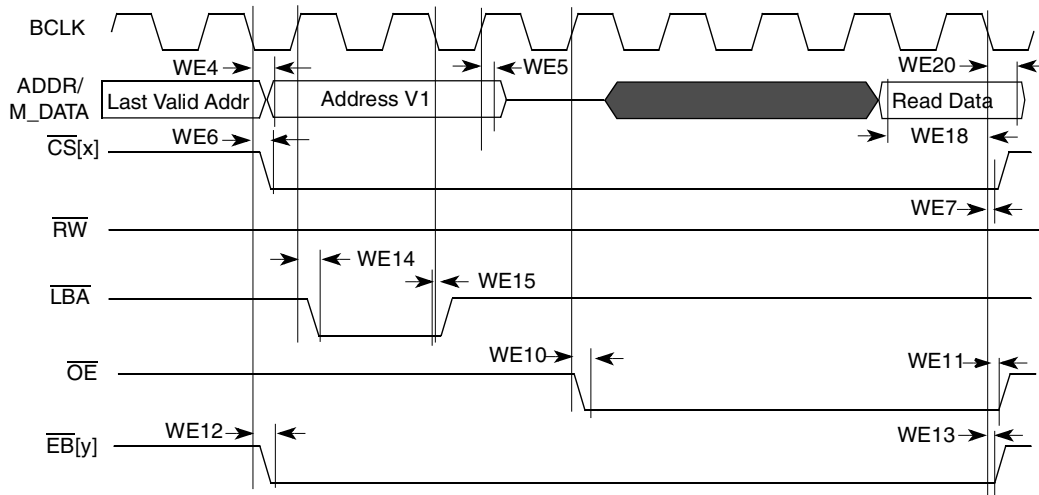 BCLK
WE4
WE5
WE20
ADDR/
M_DATA
Last Valid Addr
Address V1
Read Data
WE6
WE18
CS[x]
WE7
RW
WE14
WE15
LBA
WE10
WE11
OE
WE12
WE13
EB[y]